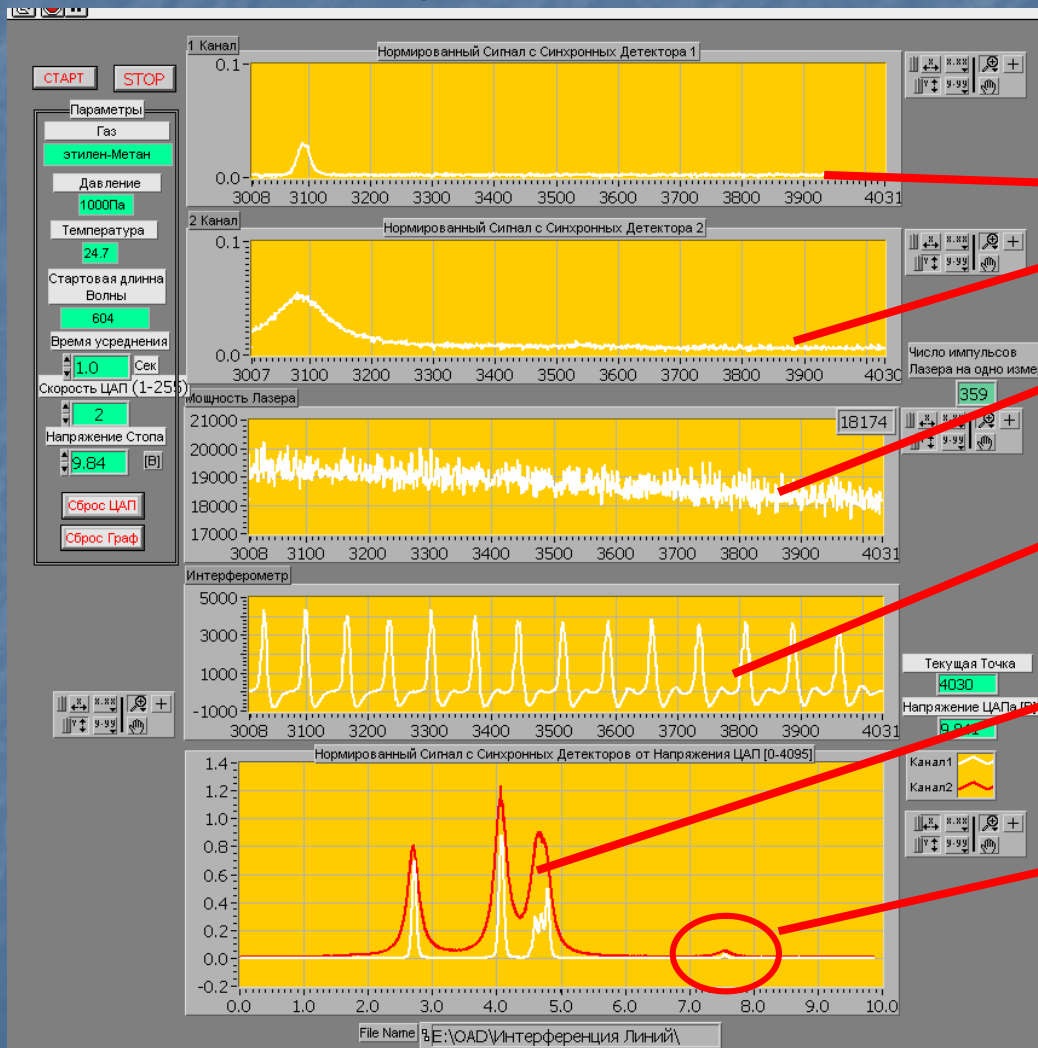 1 Канал
Нормированный Сигнал с Синхронных Детектора 1
0.1
0.0
3008 3100 3200 3300 3400 3500 3600 3700 3800 3900 4031
СТАРТ STOP
Параметры
Газ
этилен-Метан
Давление
1000Па
Температура
24.7
Стартовая длинна
Волны
604
Время усреднения
1.0 Сек
Скорость ЦАП (1-255)
2
Напряжение Стопа
9.84 [В]
Сброс ЦАП
Сброс Граф
2 Канал
Нормированный Сигнал с Синхронных Детектора 2
0.1
0.0
3007 3100 3200 3300 3400 3500 3600 3700 3800 3900 4030
Число импульсов
Лазера на одно изме
359
Мощность Лазера
18174
21000
20000
19000
18000
17000
3008 3100 3200 3300 3400 3500 3600 3700 3800 3900 4031
Интерферометр
5000
3000
1000
-1000
3008 3100 3200 3300 3400 3500 3600 3700 3800 3900 4031
Текущая Точка
4030
Напряжение ЦАПа [В]
Нормированный Сигнал с Синхронных Детекторов от Напряжения ЦАП [0-4095]
Канал1
Канал2
1.4
1.2
1.0
0.8
0.6
0.4
0.2
0.0
-0.2
0.0 1.0 2.0 3.0 4.0 5.0 6.0 7.0 8.0 9.0 10.0
File Name E:\OAD\Интерференция Линий\